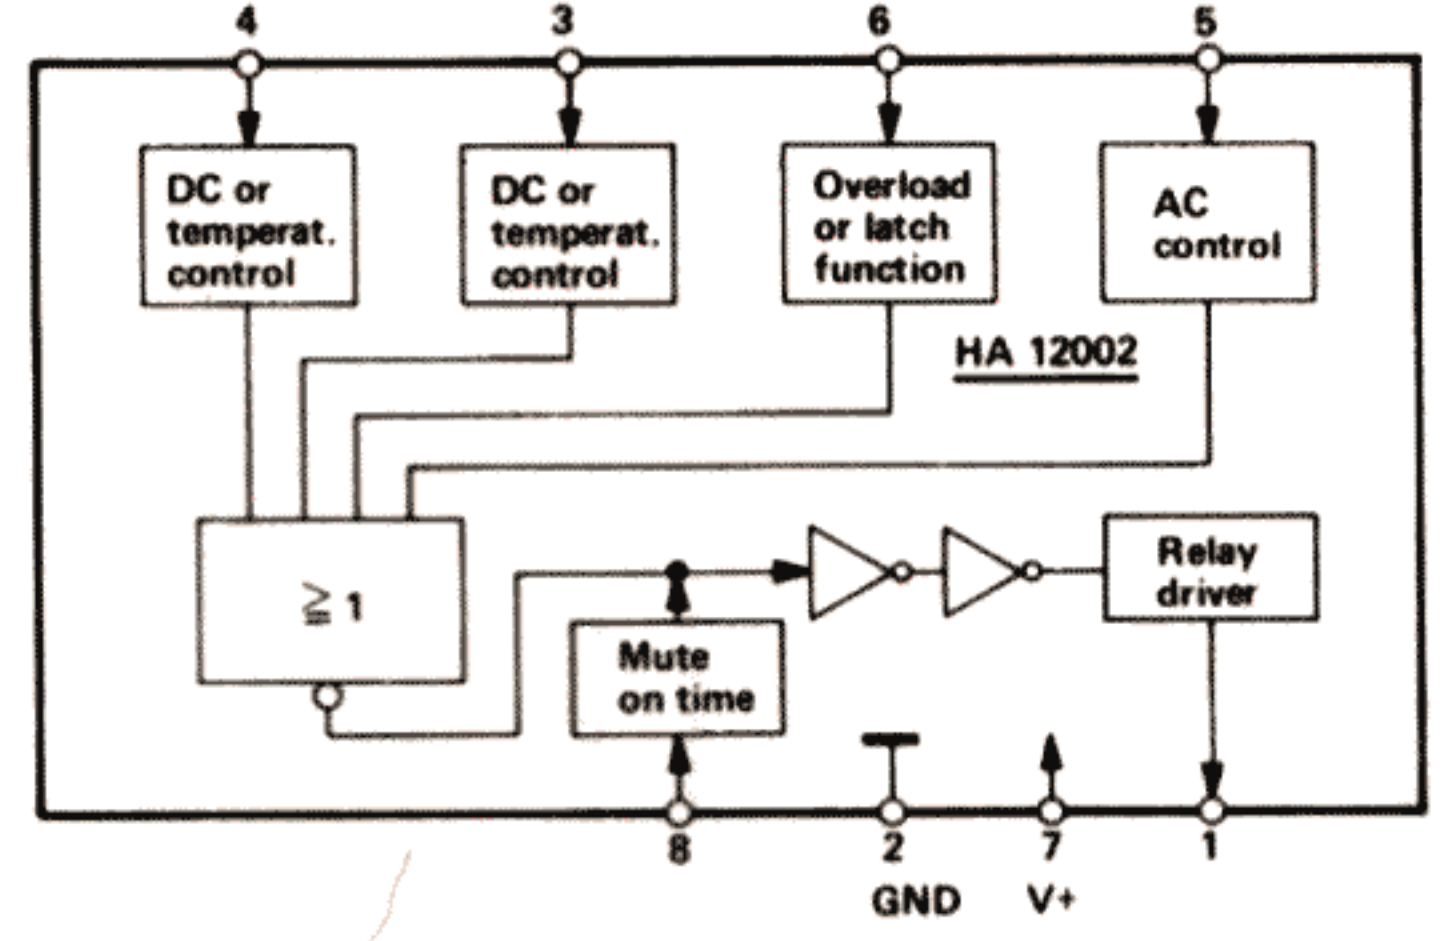 4 3 6 5
DC or
temperat.
control
DC or
temperat.
control
Overload
or latch
function
AC
control
HA 12002
≧ 1
Mute
on time
Relay
driver
8 2 7 1
GND V+